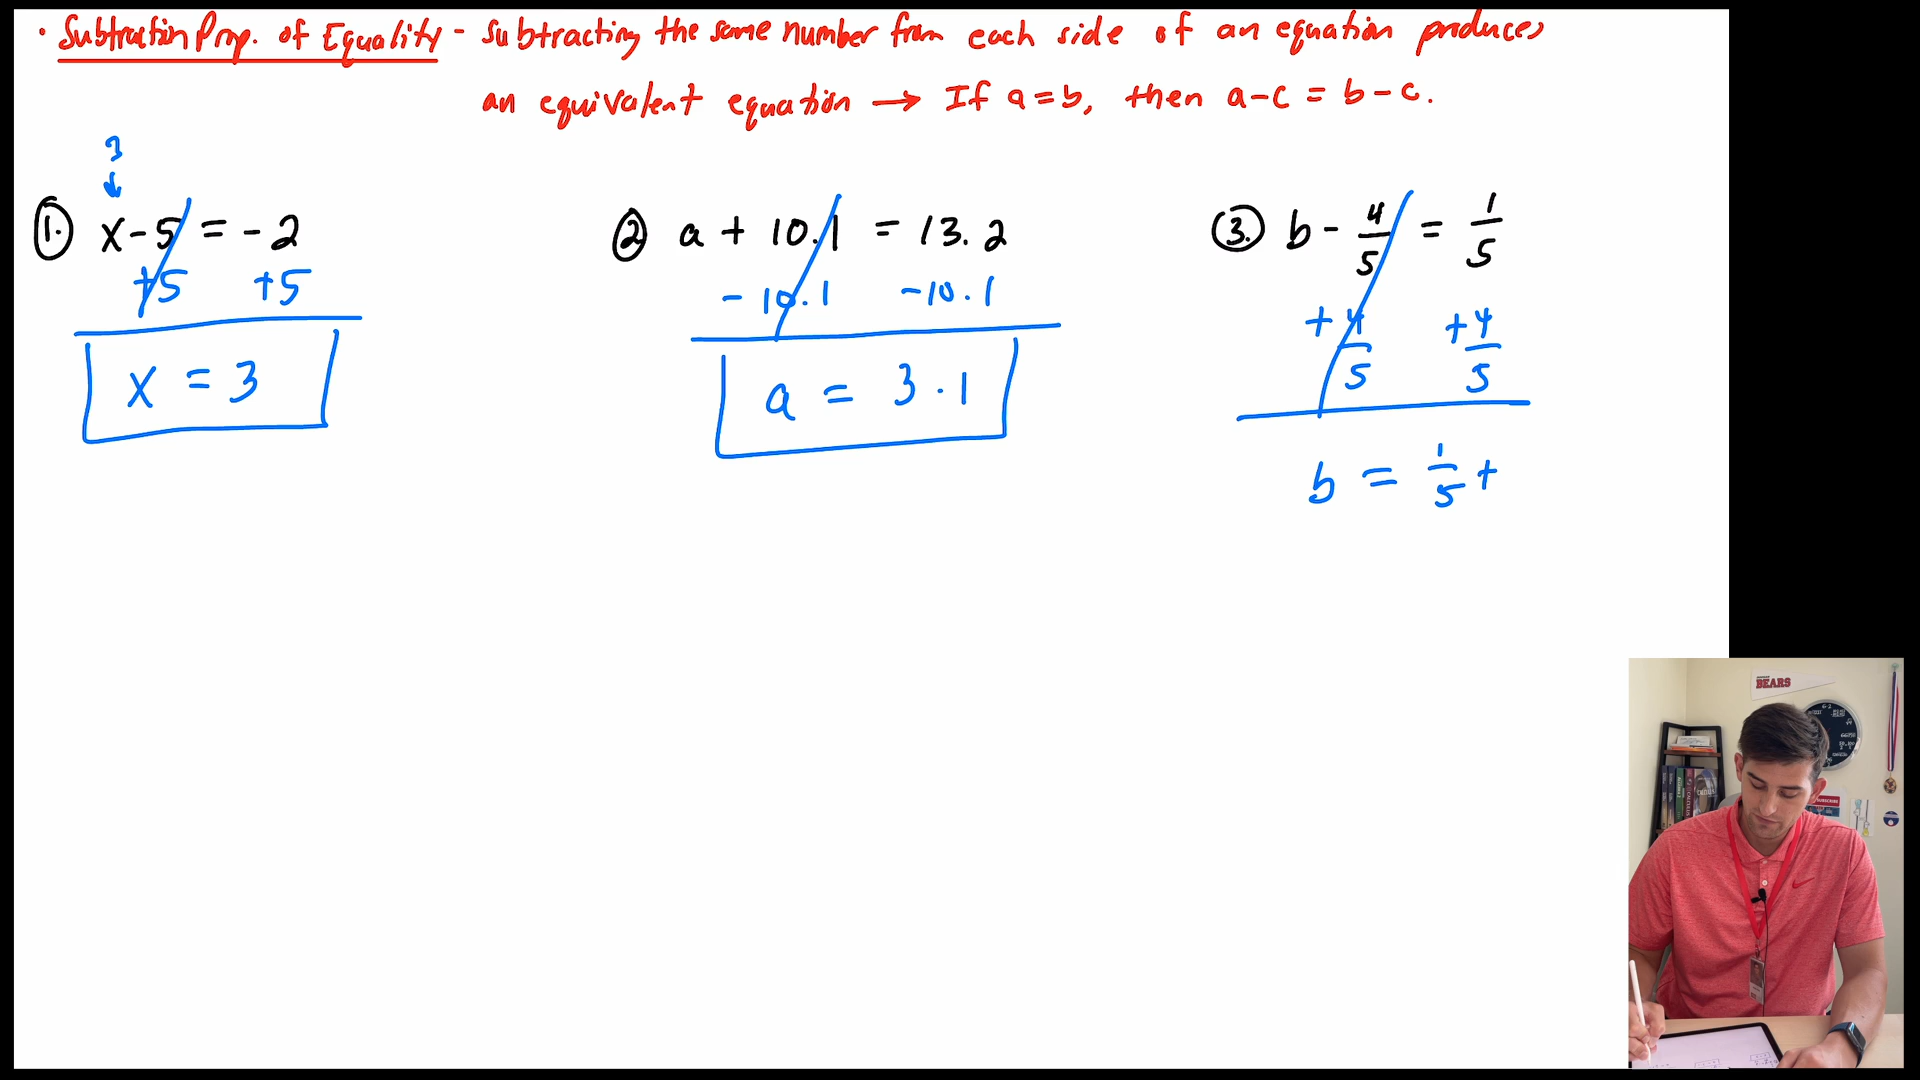 • Subtraction Prop. of Equality - subtracting the same number from each side of an equation produces
an equivalent equation → If a=b, then a-c = b-c.
3
↓
①. x - 5 = -2
+5 +5
x = 3
② a + 10.1 = 13.2
-10.1 -10.1
a = 3.1
③. b - 4/5 = 1/5
+4/5 +4/5
b = 1/5 +
BEARS
SUBSCRIBE